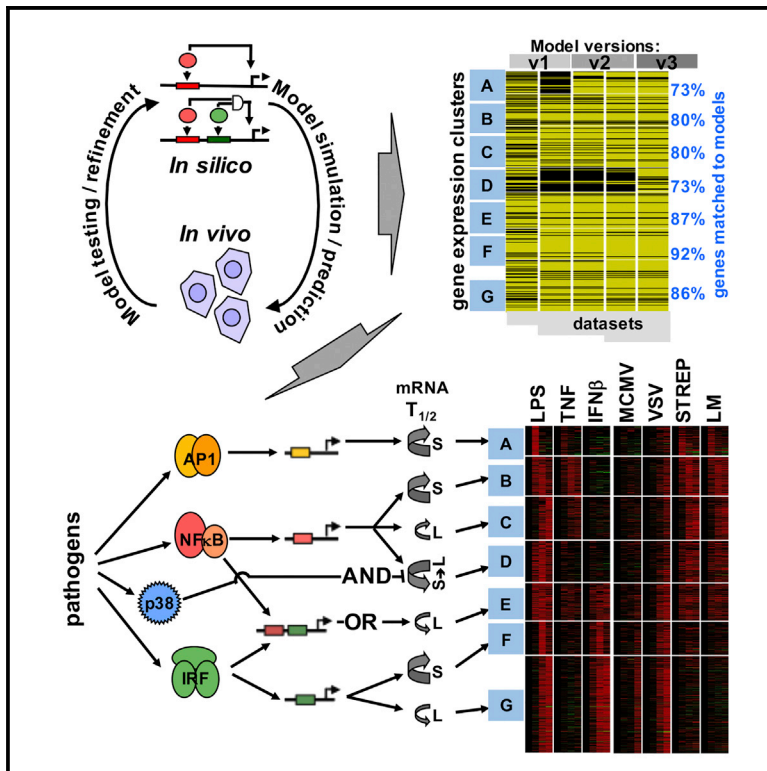 Model testing / refinement
In silico
In vivo
Model simulation / prediction
Model versions:
v1 v2 v3
gene expression clusters
A
B
C
D
E
F
G
73%
80%
80%
73%
87%
92%
86%
genes matched to models
datasets
mRNA
T1/2
LPS TNF IFNβ MCMV VSV STREP LM
pathogens
AP1
S
A
S
B
NFκB
L
C
p38
AND
S→L
D
-OR
L
E
IRF
S
F
L
G